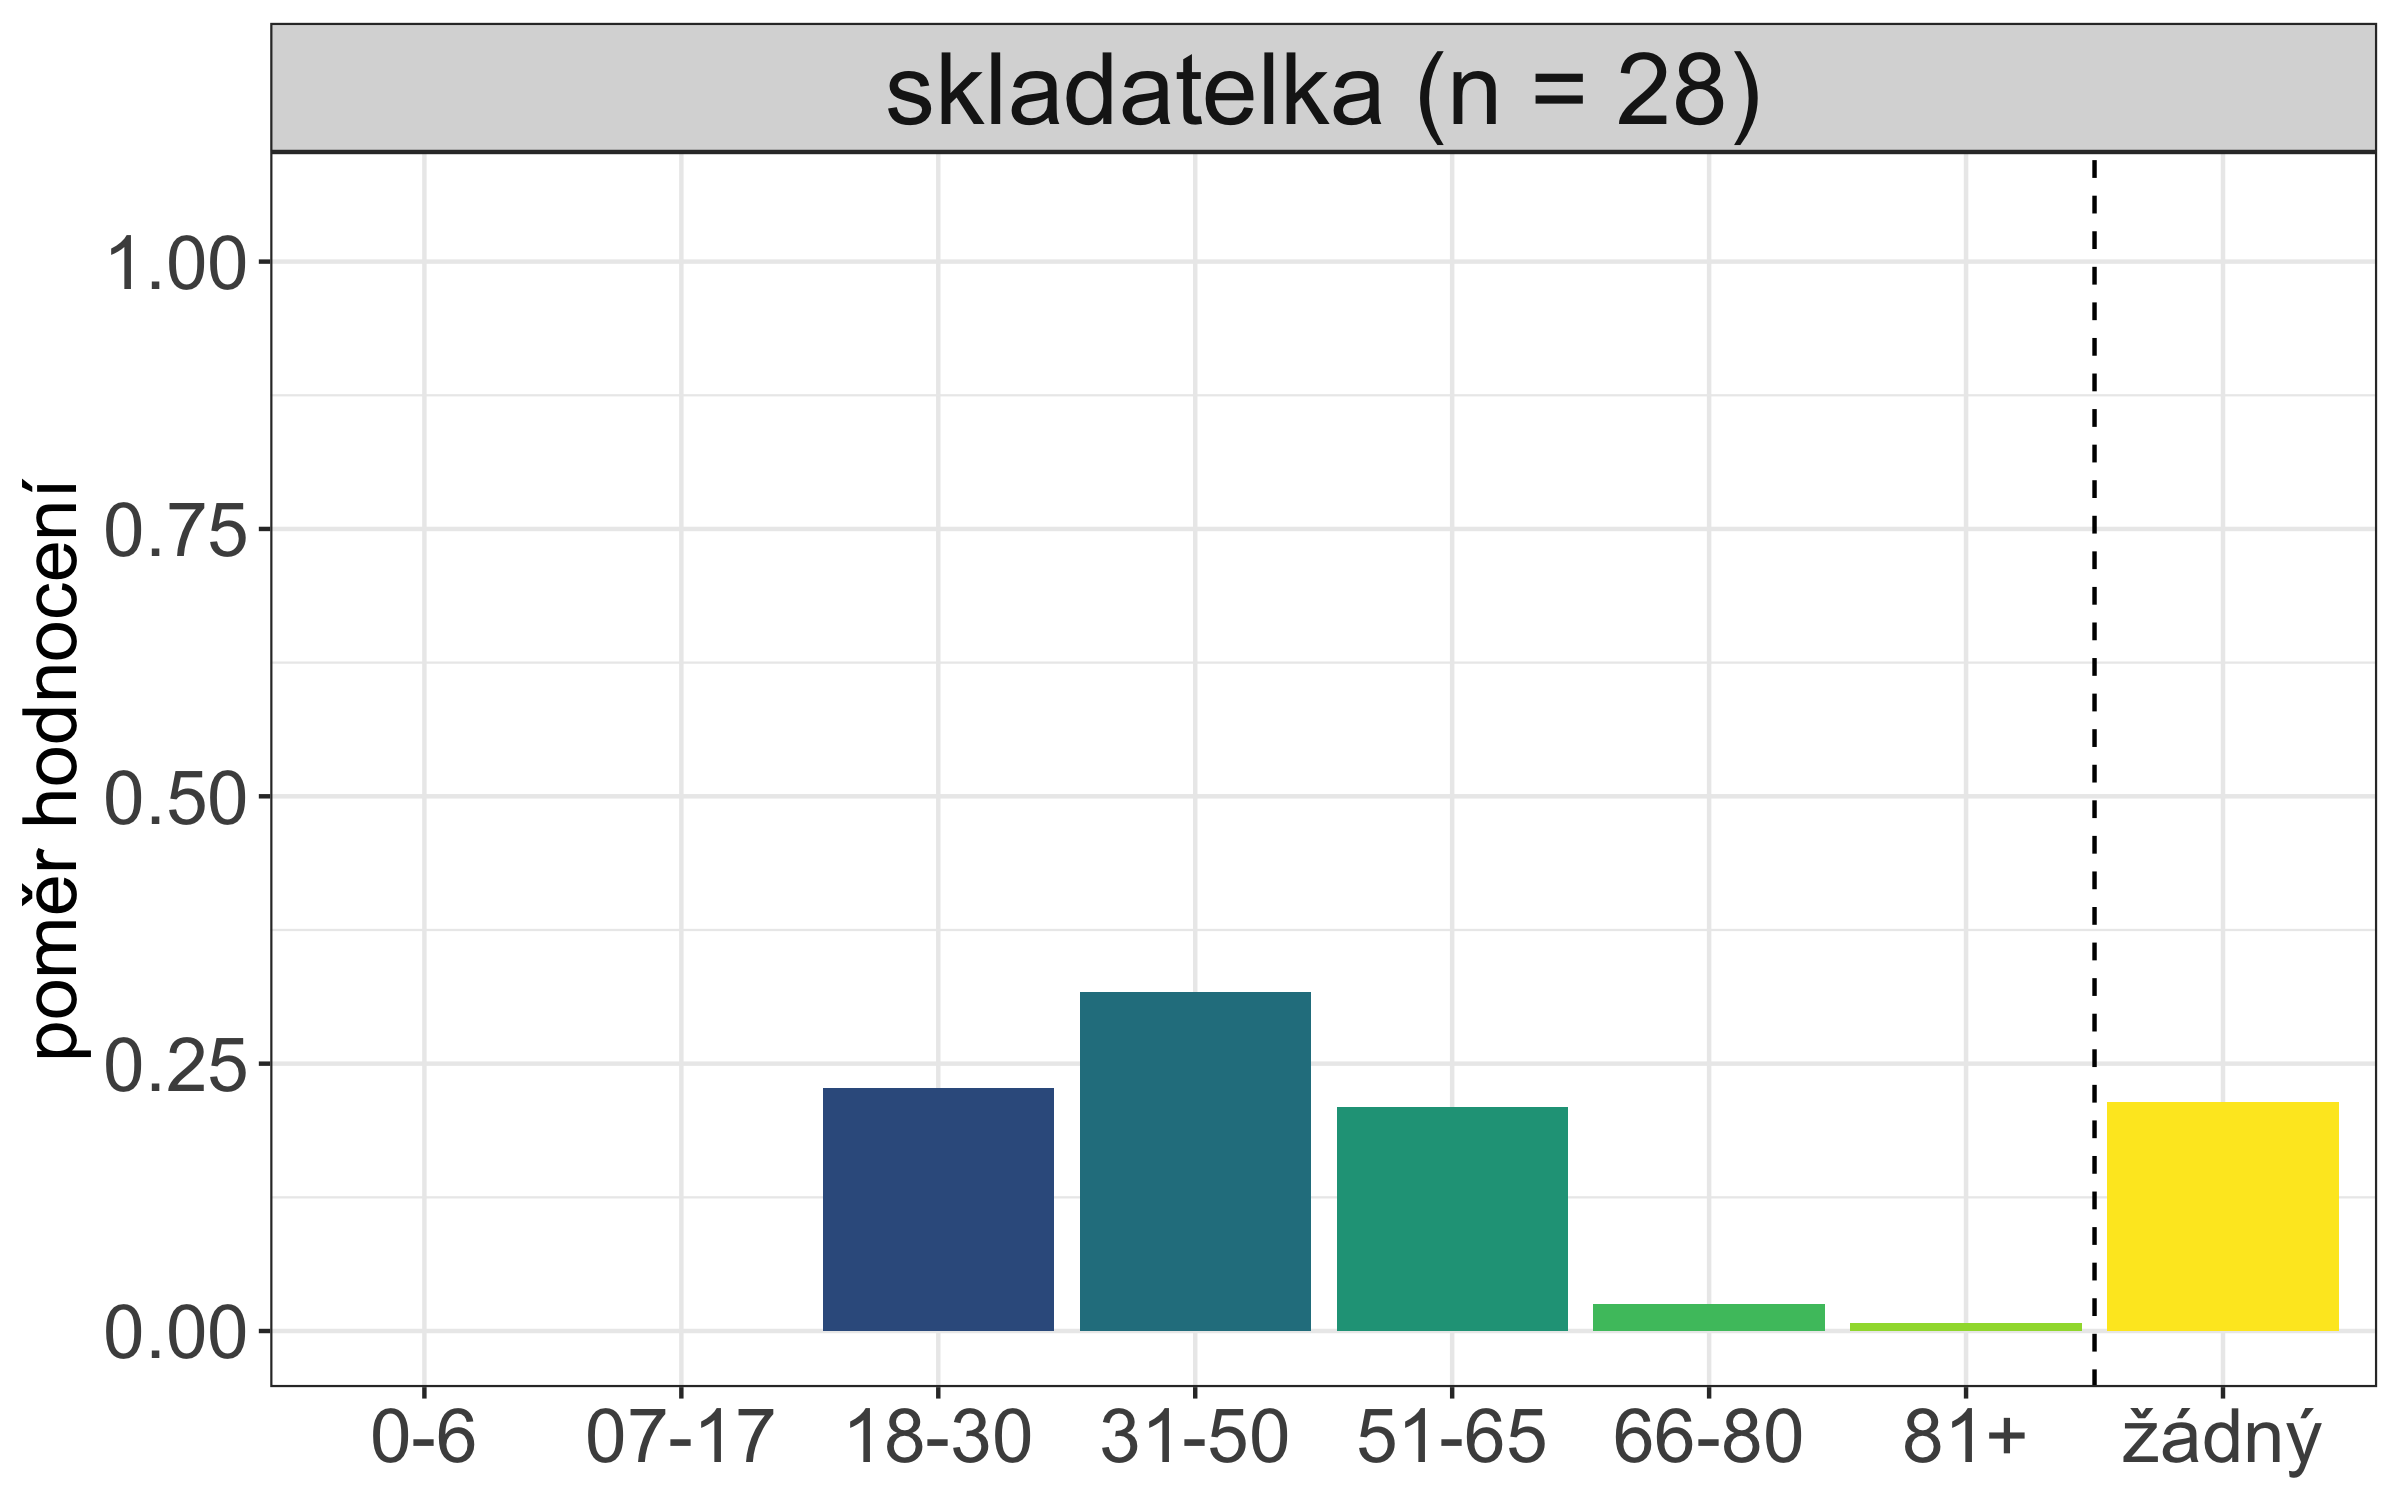 skladatelka (n = 28)
poměr hodnocení
1.00
0.75
0.50
0.25
0.00
0-6 07-17 18-30 31-50 51-65 66-80 81+ žádný